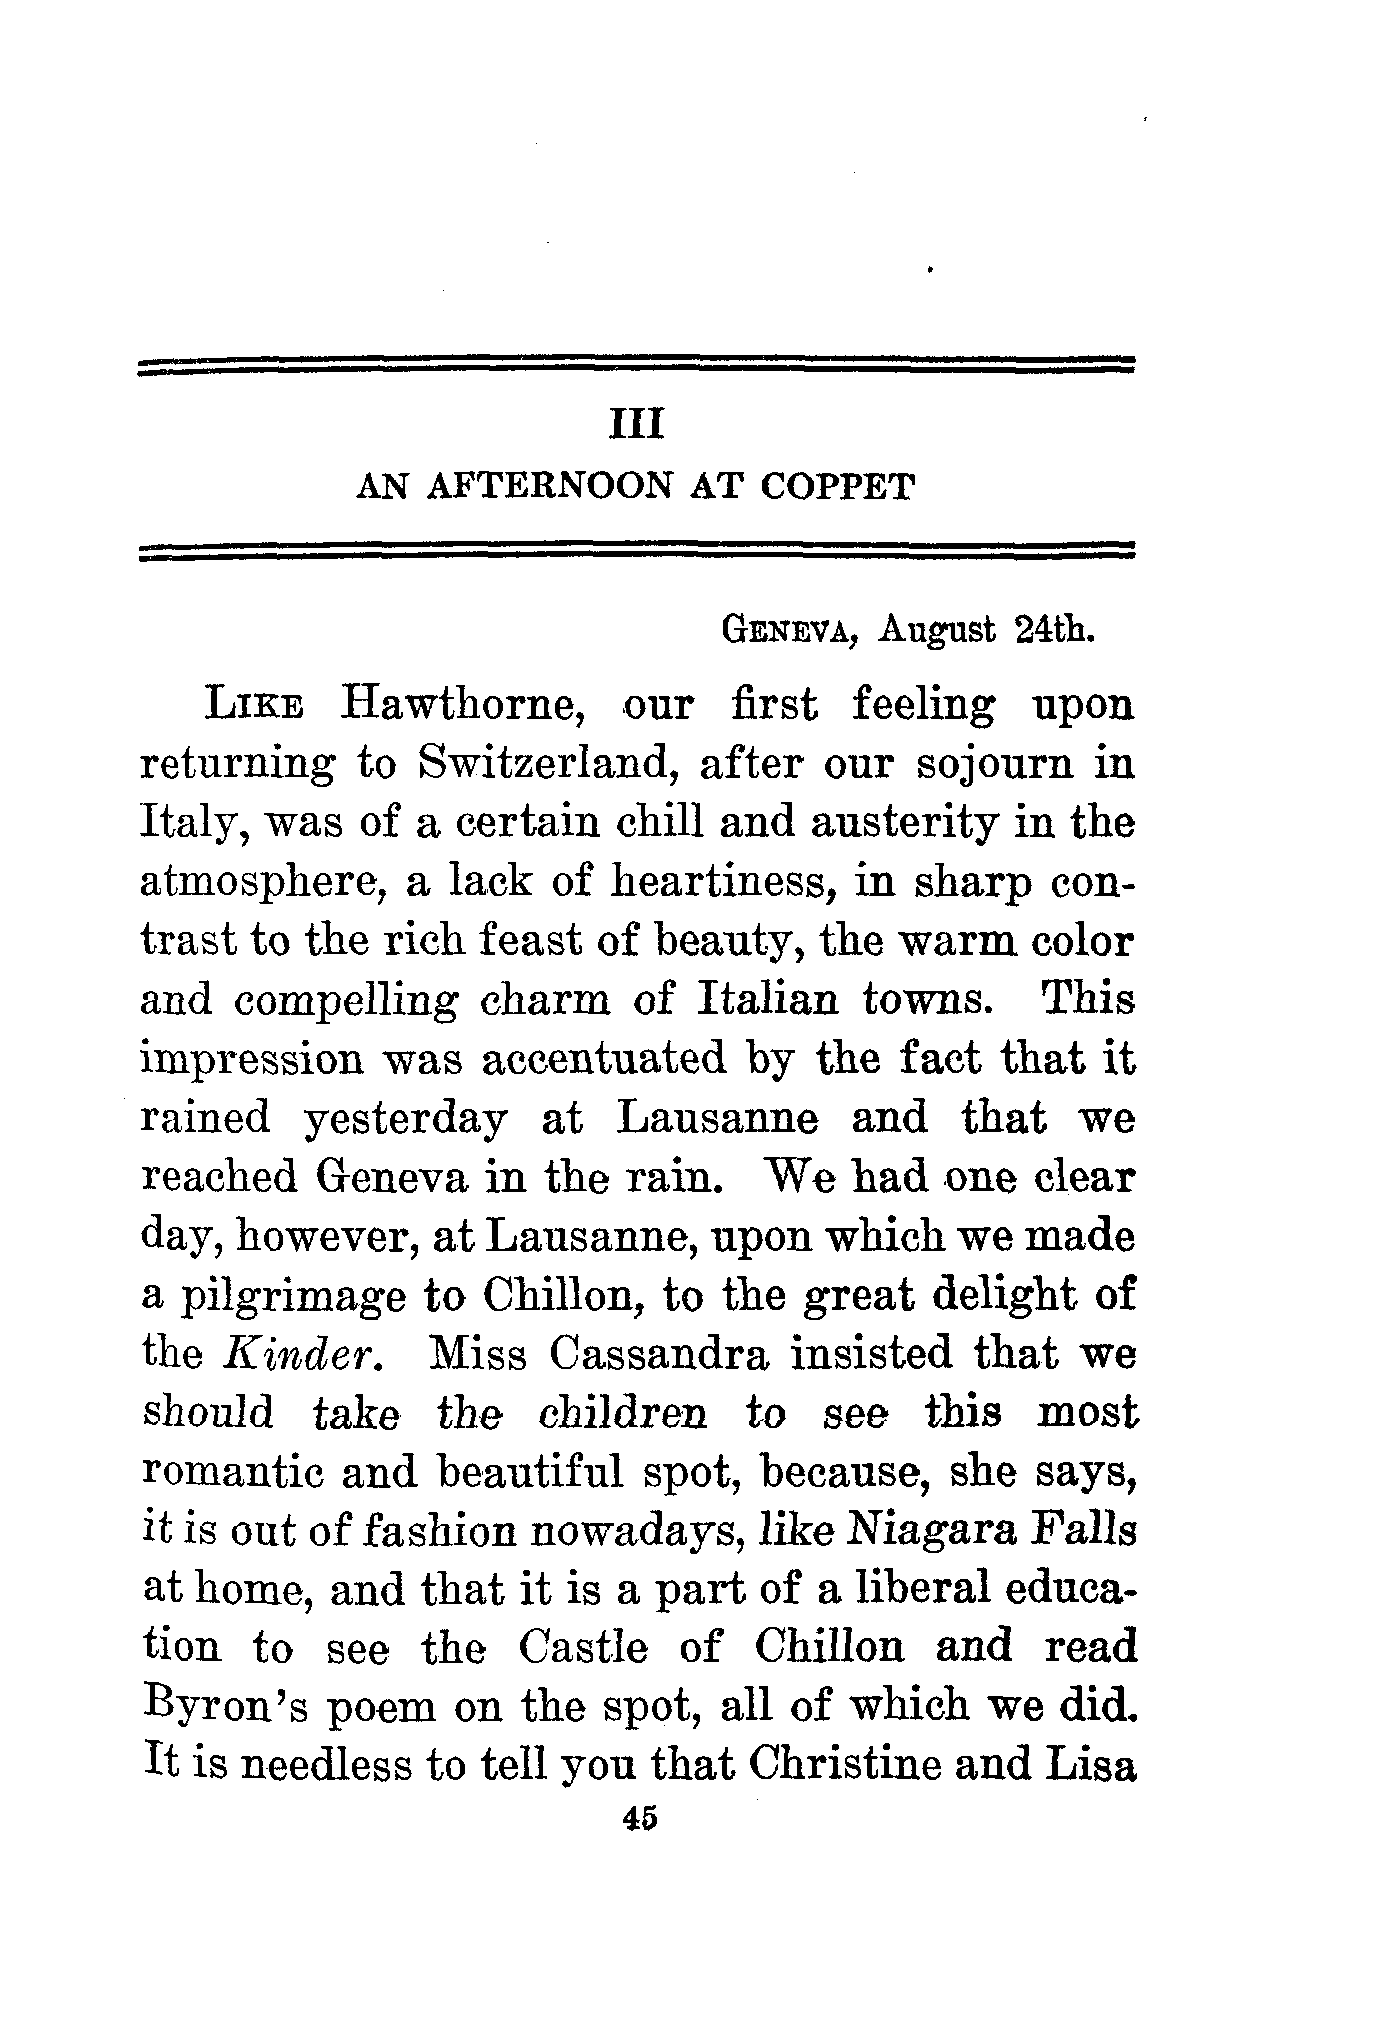 III
AN AFTERNOON AT COPPET
GENEVA, August 24th.
LIKE Hawthorne, our first feeling upon
returning to Switzerland, after our sojourn in
Italy, was of a certain chill and austerity in the
atmosphere, a lack of heartiness, in sharp con-
trast to the rich feast of beauty, the warm color
and compelling charm of Italian towns. This
impression was accentuated by the fact that it
rained yesterday at Lausanne and that we
reached Geneva in the rain. We had one clear
day, however, at Lausanne, upon which we made
a pilgrimage to Chillon, to the great delight of
the Kinder. Miss Cassandra insisted that we
should take the children to see this most
romantic and beautiful spot, because, she says,
it is out of fashion nowadays, like Niagara Falls
at home, and that it is a part of a liberal educa-
tion to see the Castle of Chillon and read
Byron's poem on the spot, all of which we did.
It is needless to tell you that Christine and Lisa
45